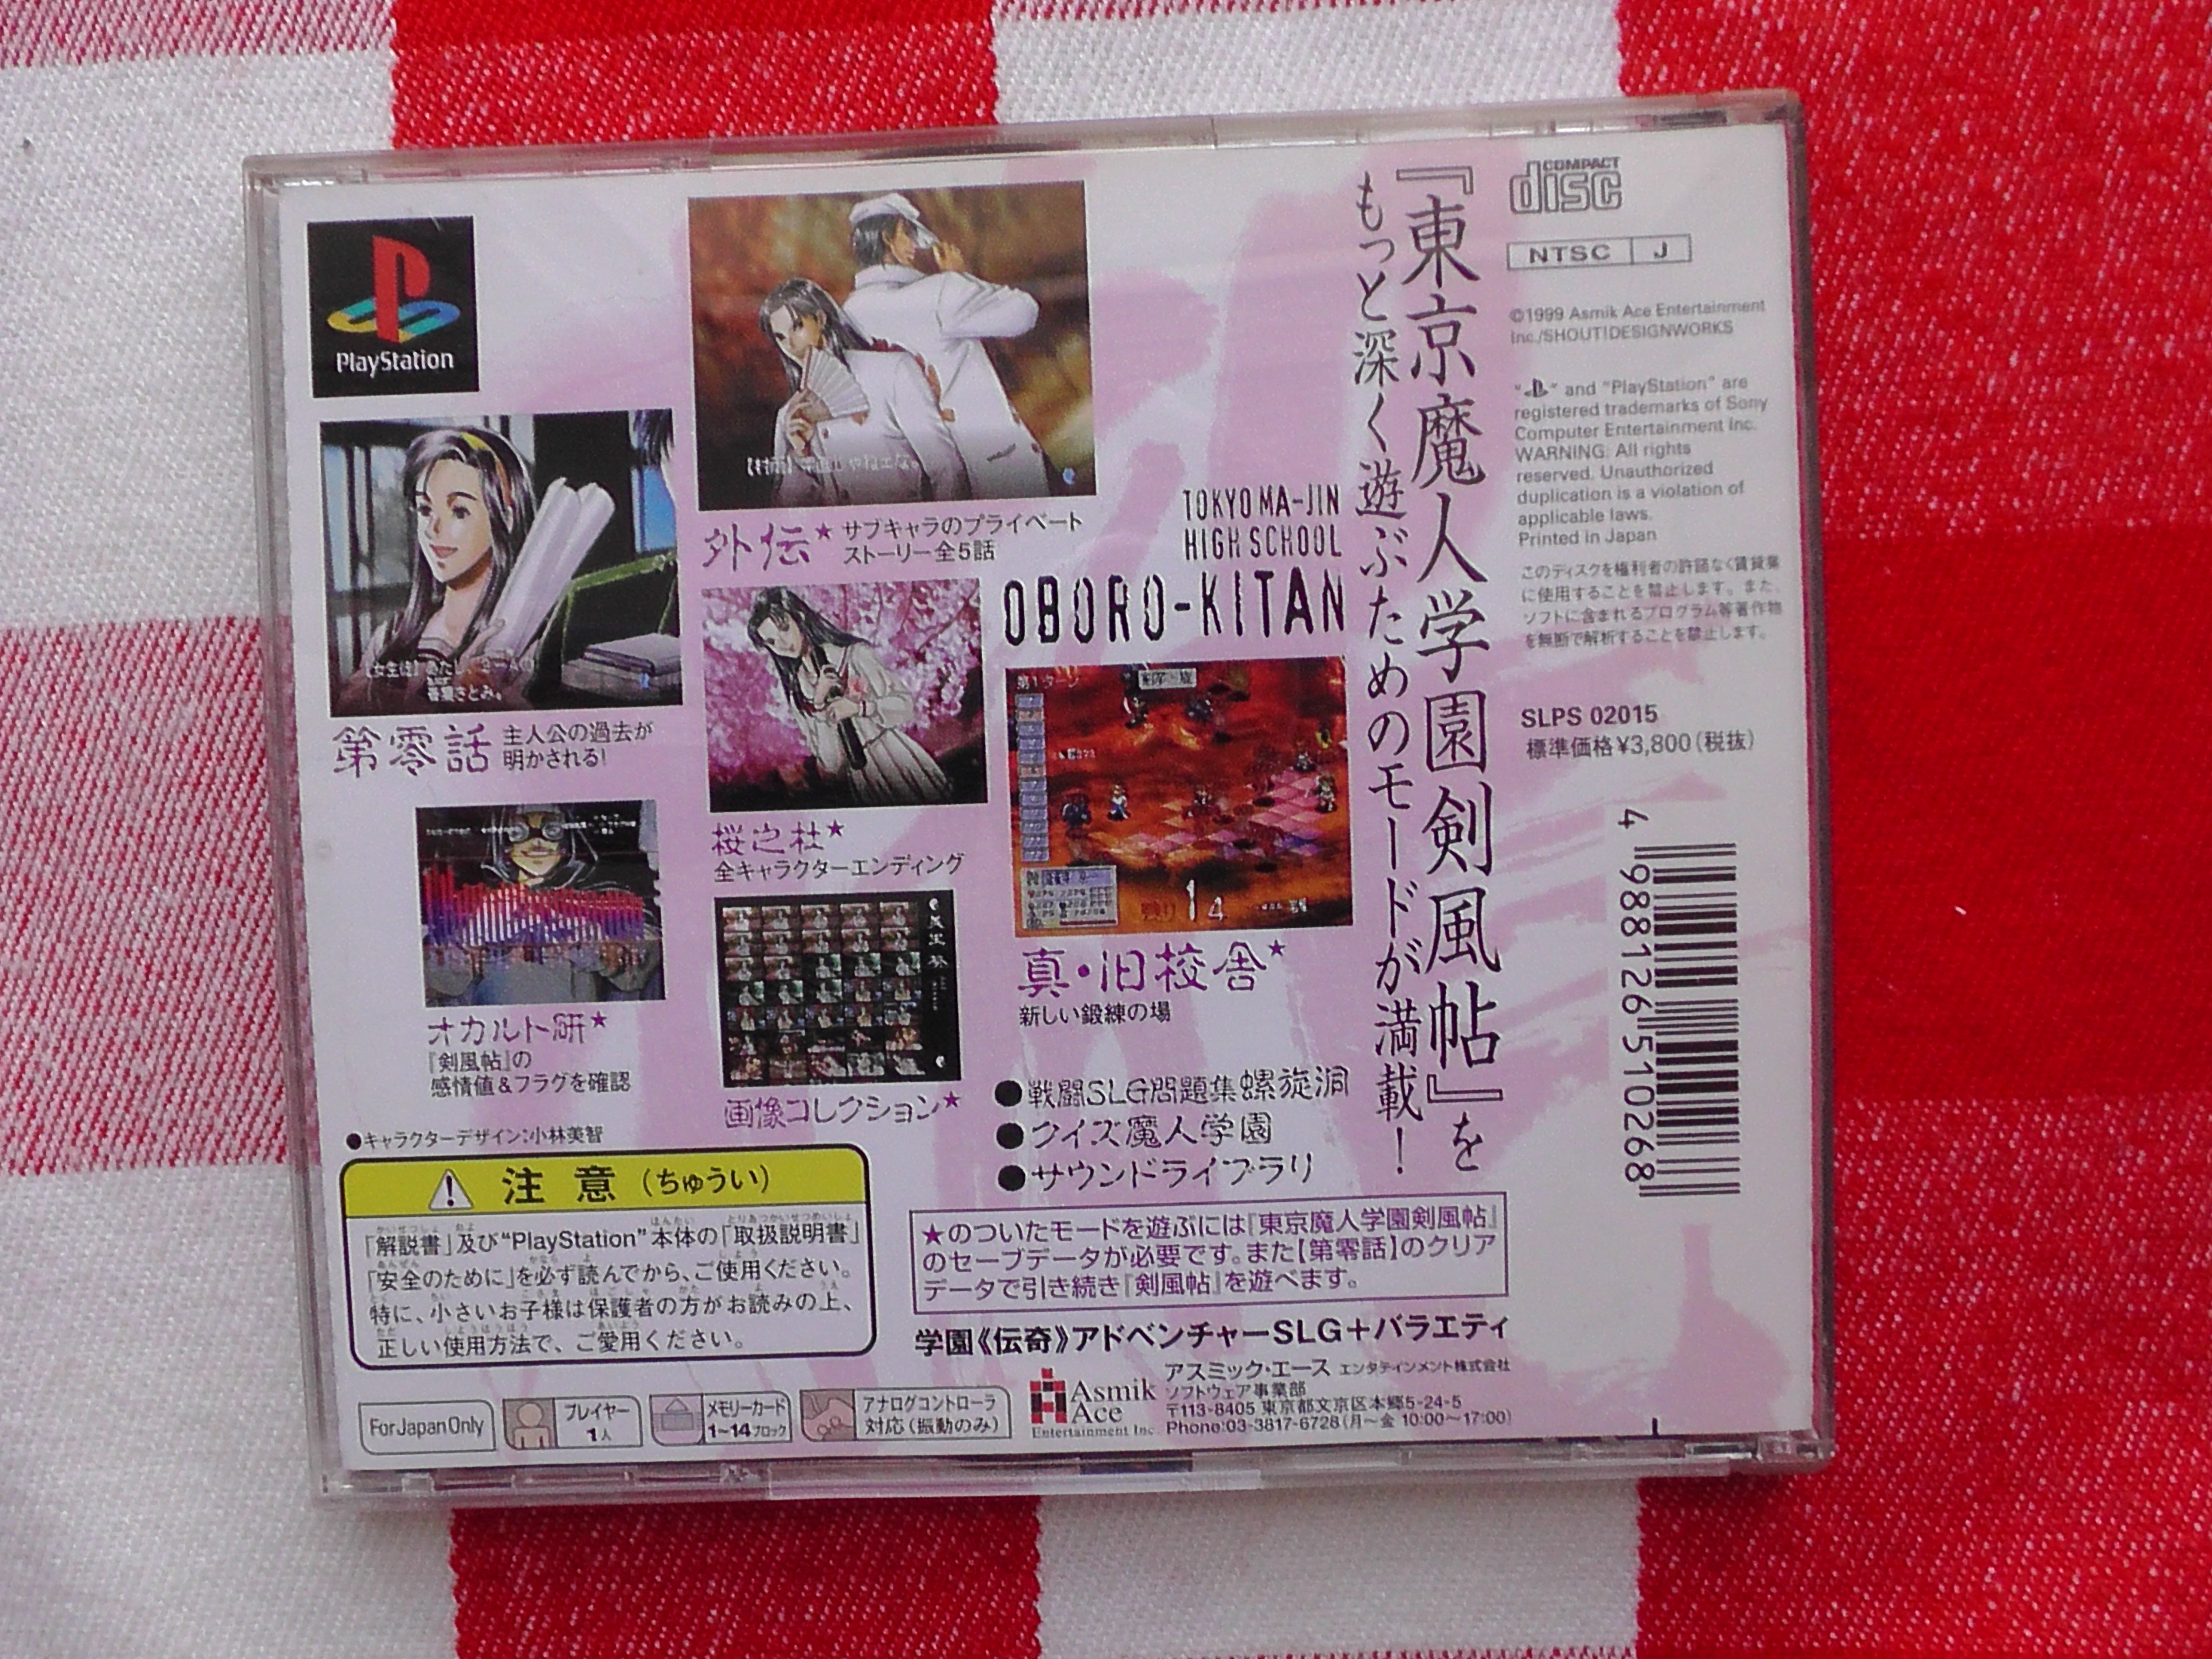 『東京魔人学園剣風帖』を
もっと深く遊ぶためのモードが満載!
COMPACT
disc
NTSC J
©1999 Asmik Ace Entertainment
Inc./SHOUT!DESIGNWORKS
and "PlayStation" are
registered trademarks of Sony
Computer Entertainment Inc.
WARNING: All rights
reserved. Unauthorized
duplication is a violation of
applicable laws.
Printed in Japan
このディスクを権利者の許諾なく賃貸業
に使用することを禁止します。また、
ソフトに含まれるプログラム等著作物
を無断で解析することを禁止します。
SLPS 02015
標準価格¥3,800(税抜)
4 988126 510268
PlayStation
外伝★ サブキャラのプライベート
ストーリー全5話
TOKYO MA-JIN
HIGH SCHOOL
OBORO-KITAN
蒼葉さとみ。
第零話 主人公の過去が
明かされる!
桜之杜★
全キャラクターエンディング
第1ターン
残り14
真・旧校舎★
新しい鍛練の場
オカルト研★
『剣風帖』の
感情値&フラグを確認
美里葵
画像コレクション★
●戦闘SLG問題集螺旋洞
●クイズ魔人学園
●サウンドライブラリ
●キャラクターデザイン:小林美智
注意(ちゅうい)
「解説書」及び"PlayStation"本体の「取扱説明書」
「安全のために」を必ず読んでから、ご使用ください。
特に、小さいお子様は保護者の方がお読みの上、
正しい使用方法で、ご愛用ください。
★のついたモードを遊ぶには『東京魔人学園剣風帖』
のセーブデータが必要です。また【第零話】のクリア
データで引き続き『剣風帖』を遊べます。
学園《伝奇》アドベンチャーSLG+バラエティ
For Japan Only
プレイヤー
1人
メモリーカード
1~14ブロック
アナログコントローラ
対応(振動のみ)
Asmik
Ace
Entertainment Inc.
アスミック・エース エンタテインメント株式会社
ソフトウェア事業部
〒113-8405 東京都文京区本郷5-24-5
Phone:03-3817-6728(月~金 10:00~17:00)